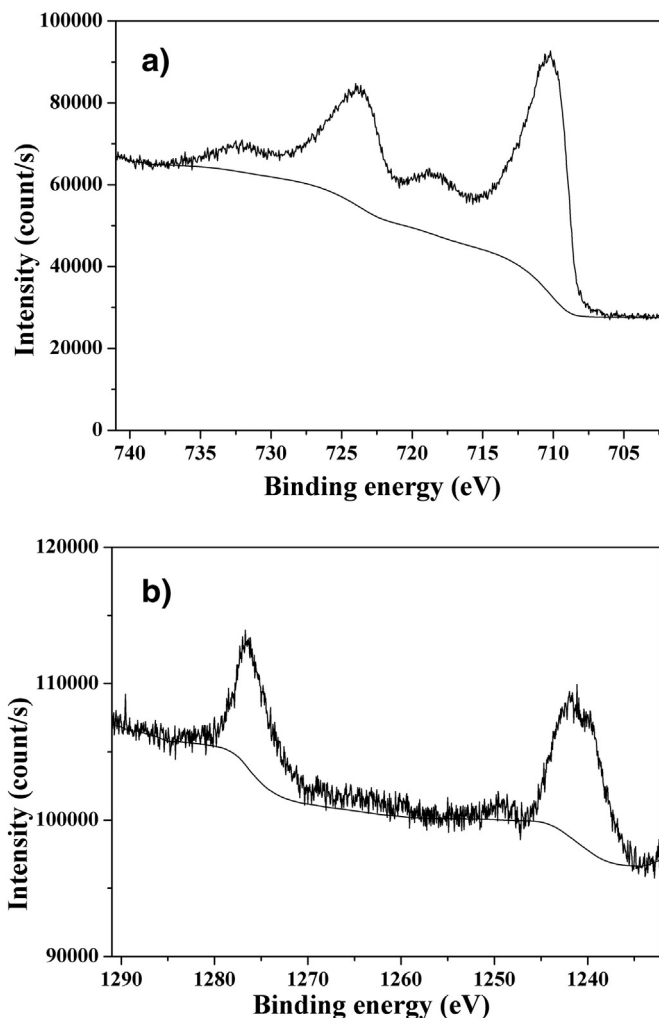 a)
100000
80000
60000
40000
20000
0
Intensity (count/s)
740 735 730 725 720 715 710 705
Binding energy (eV)
b)
120000
110000
100000
90000
Intensity (count/s)
1290 1280 1270 1260 1250 1240
Binding energy (eV)